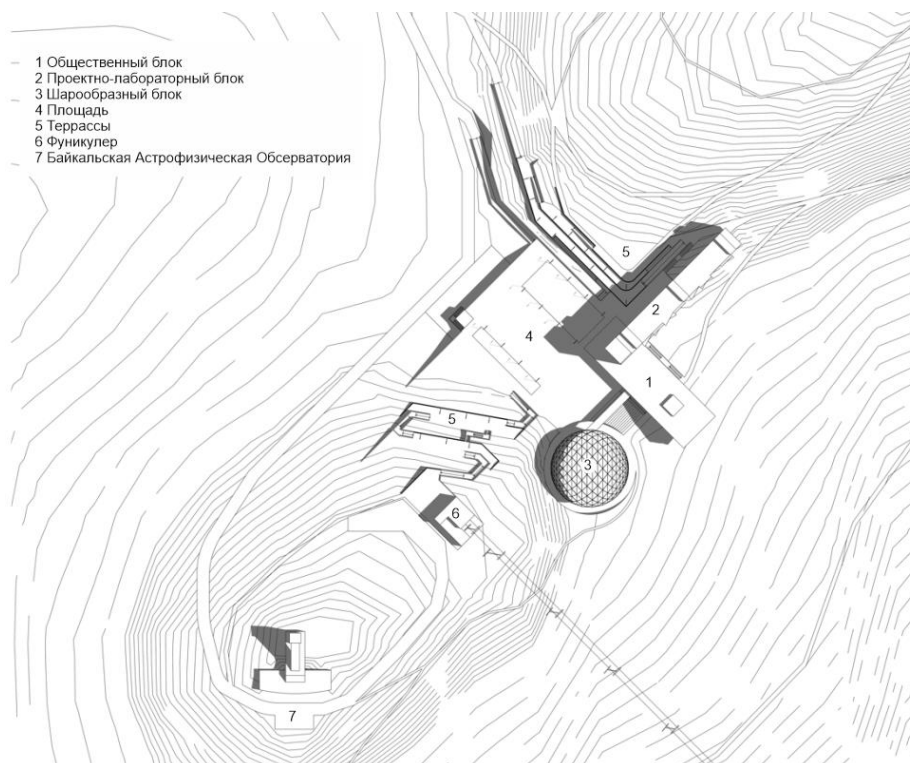 1 Общественный блок
2 Проектно-лабораторный блок
3 Шарообразный блок
4 Площадь
5 Террассы
6 Фуникулер
7 Байкальская Астрофизическая Обсерватория
5
2
4
1
5
3
6
7